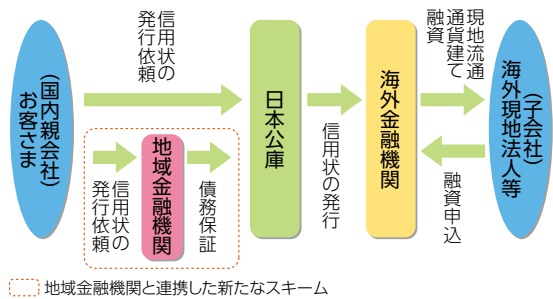 お客さま
（国内親会社）
信用状の
発行依頼
信用状の
発行依頼
地域金融機関
債務保証
日本公庫
信用状の発行
海外金融機関
現地流通
通貨建て
融資
融資申込
海外現地法人等
（子会社）
地域金融機関と連携した新たなスキーム